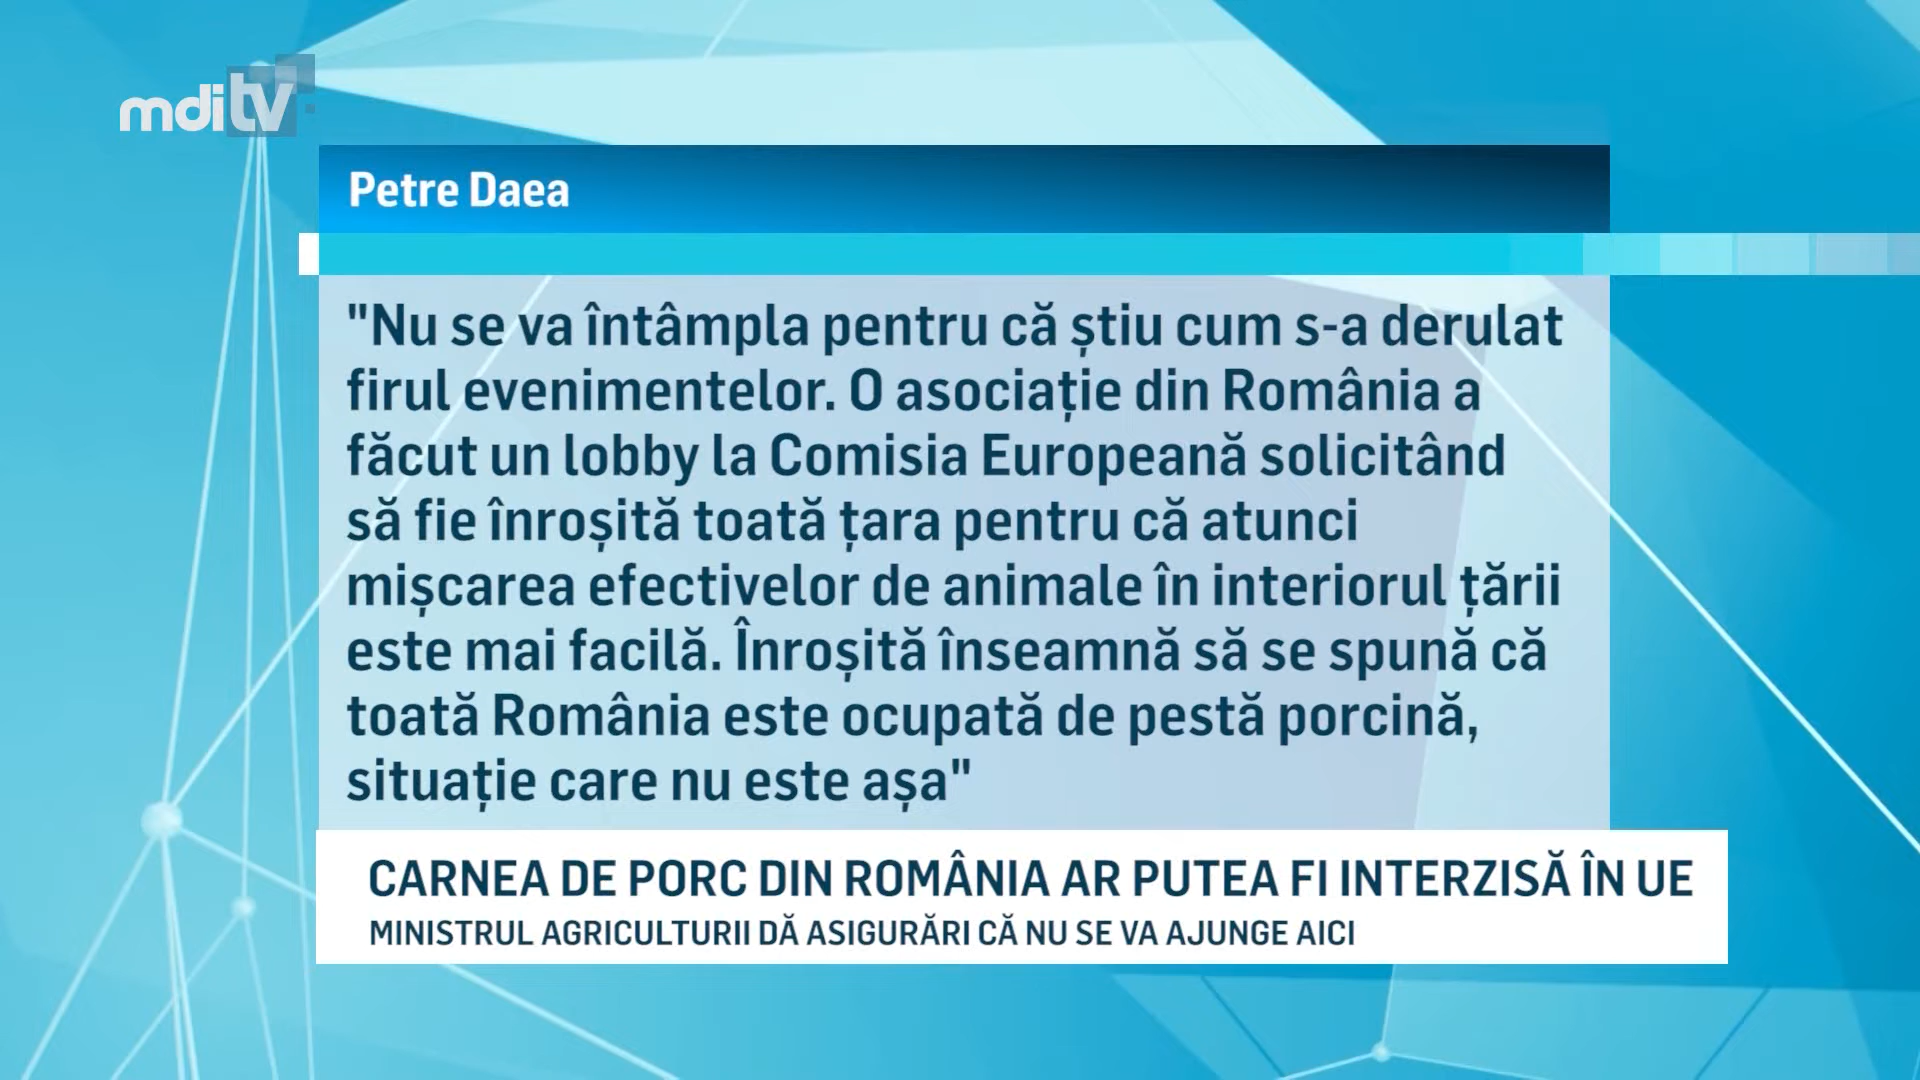 mditv
Petre Daea
"Nu se va întâmpla pentru că știu cum s-a derulat
firul evenimentelor. O asociație din România a
făcut un lobby la Comisia Europeană solicitând
să fie înroșită toată țara pentru că atunci
mișcarea efectivelor de animale în interiorul țării
este mai facilă. Înroșită înseamnă să se spună că
toată România este ocupată de pestă porcină,
situație care nu este așa"
CARNEA DE PORC DIN ROMÂNIA AR PUTEA FI INTERZISĂ ÎN UE
MINISTRUL AGRICULTURII DĂ ASIGURĂRI CĂ NU SE VA AJUNGE AICI